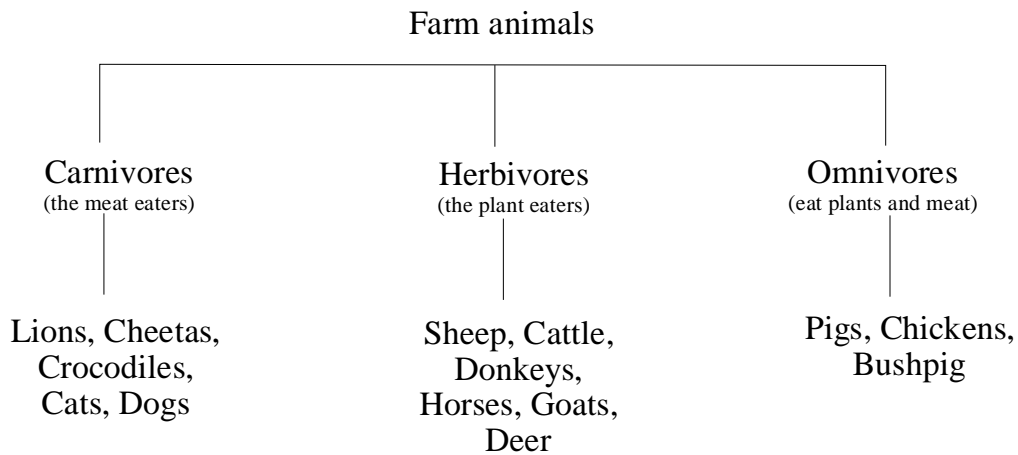 Farm animals
Carnivores
(the meat eaters)
Herbivores
(the plant eaters)
Omnivores
(eat plants and meat)
Lions, Cheetas,
Crocodiles,
Cats, Dogs
Sheep, Cattle,
Donkeys,
Horses, Goats,
Deer
Pigs, Chickens,
Bushpig